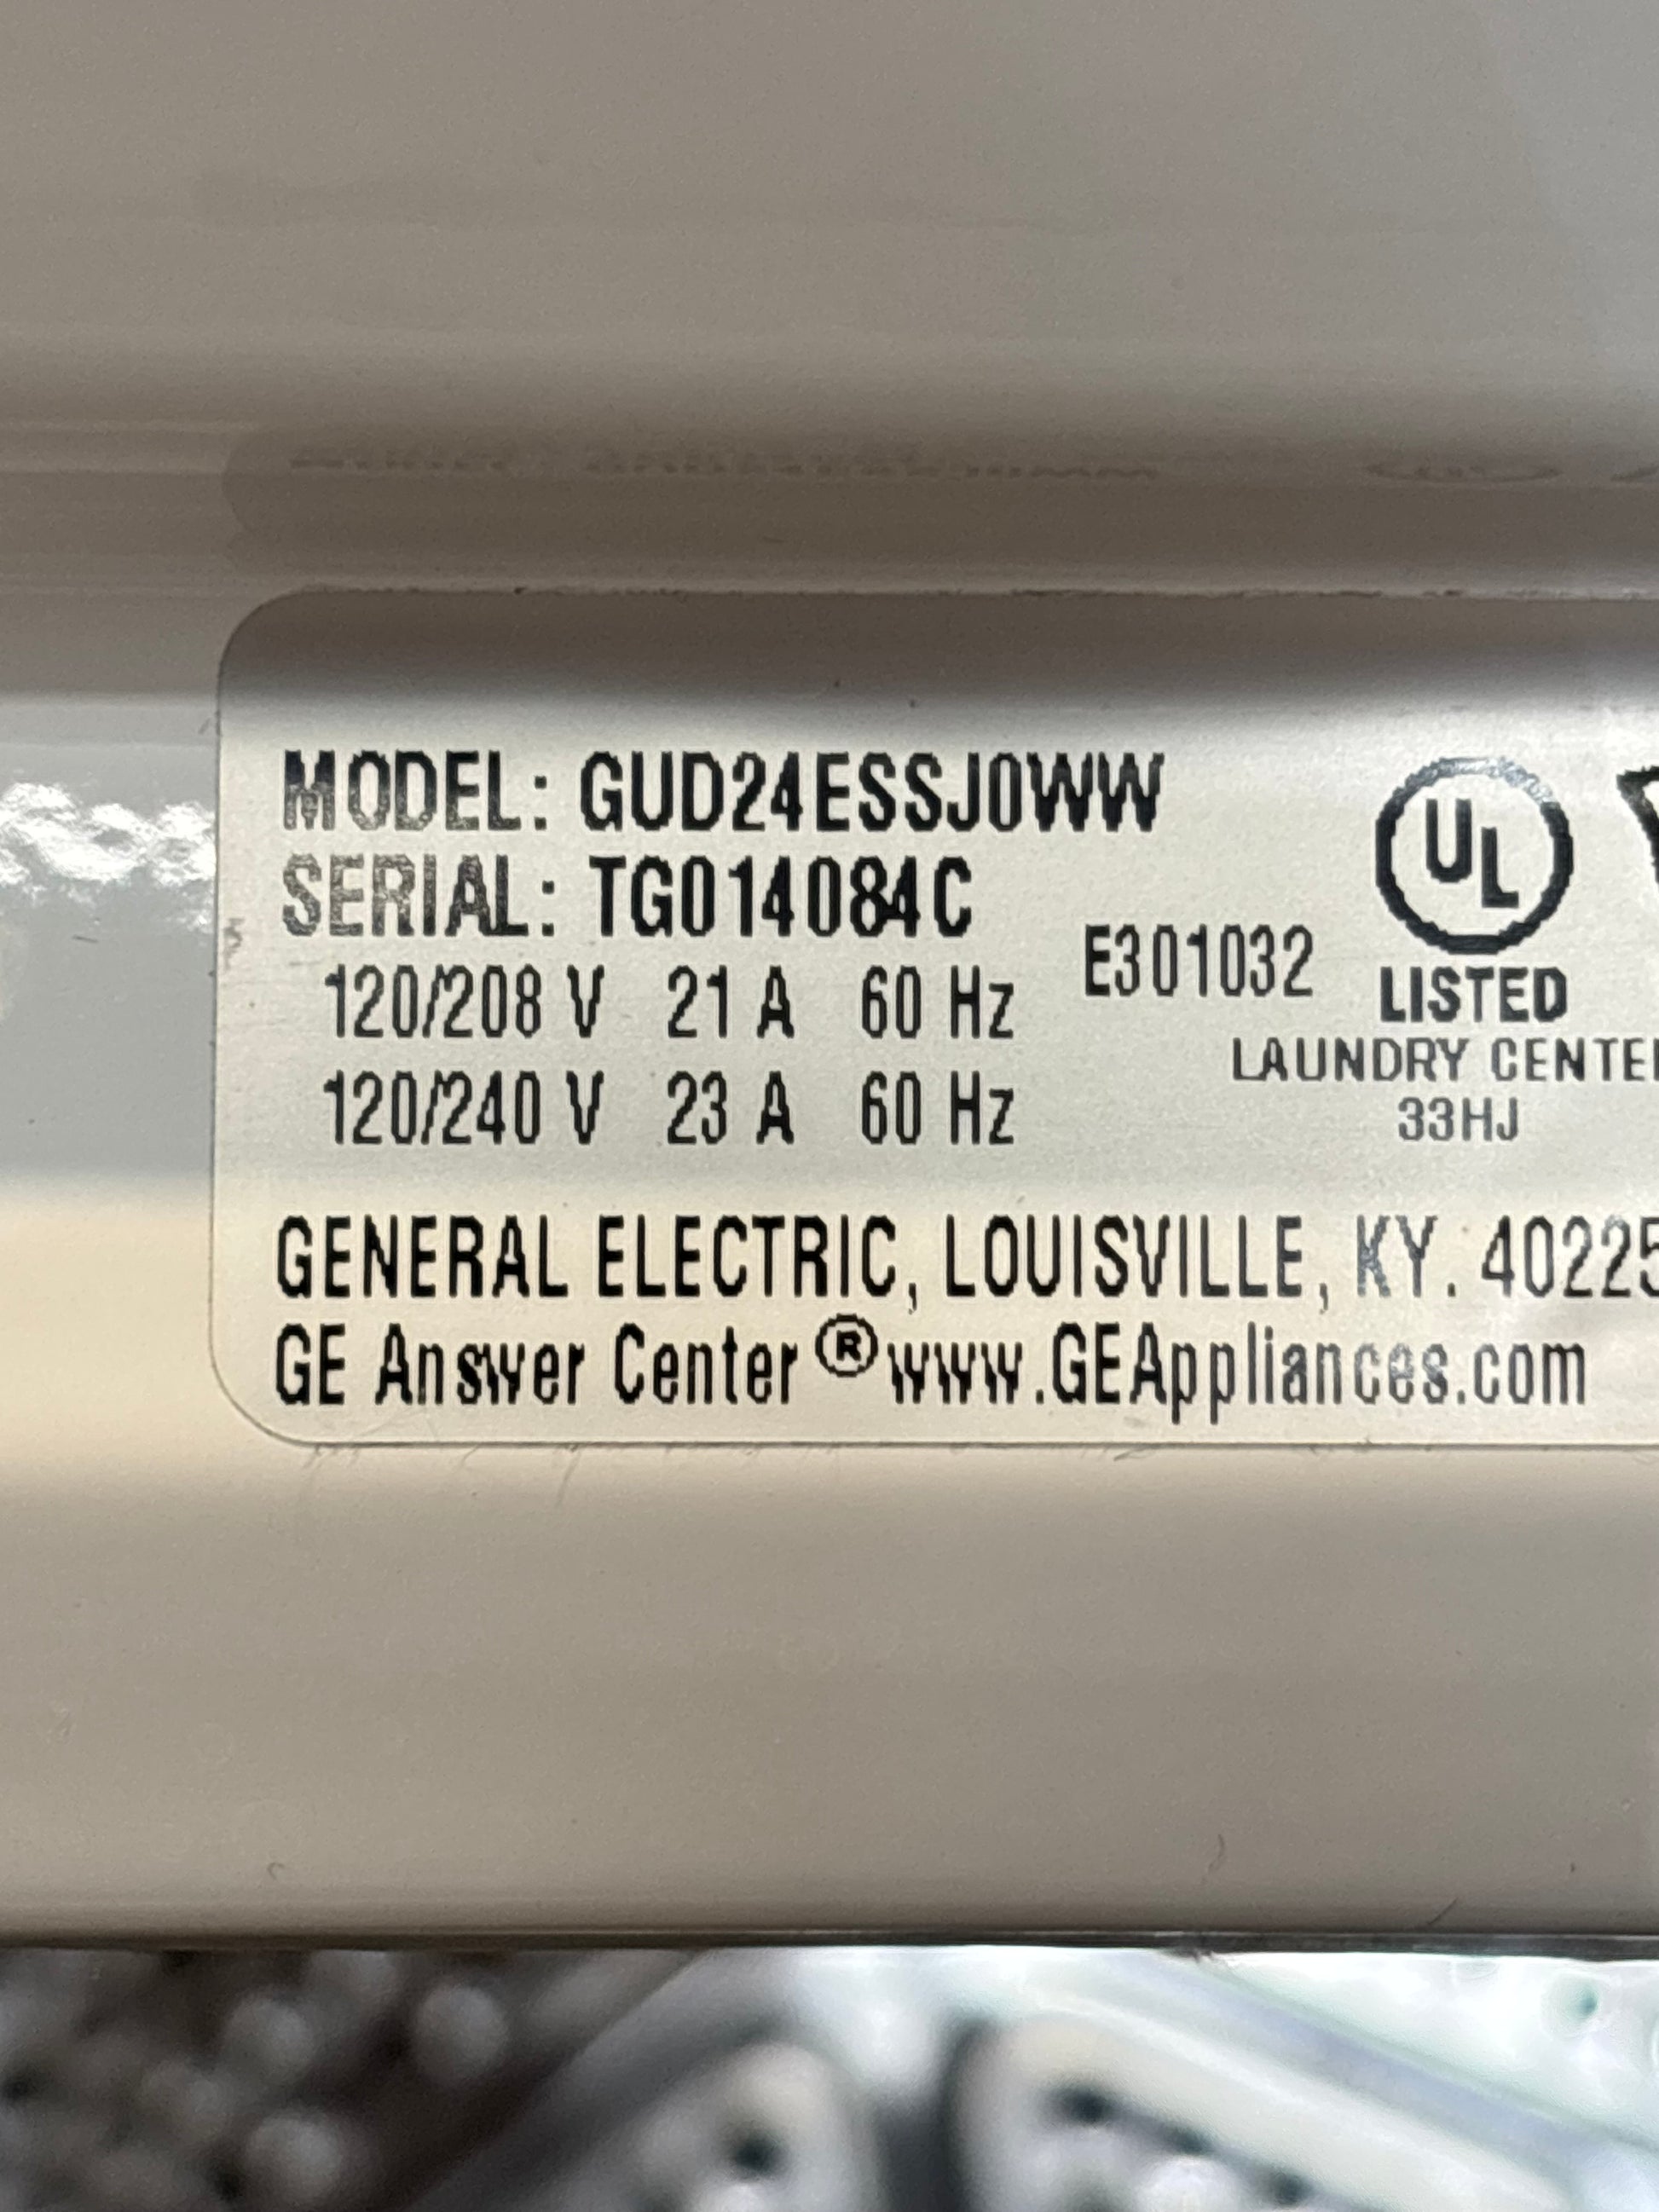 MODEL: GUD24ESSJ0WW
SERIAL: TG014084C
120/208 V 21 A 60 Hz
120/240 V 23 A 60 Hz
E301032
UL
LISTED
LAUNDRY CENTE
33HJ
GENERAL ELECTRIC, LOUISVILLE, KY. 40225
GE Answer Center ® www.GEAppliances.com